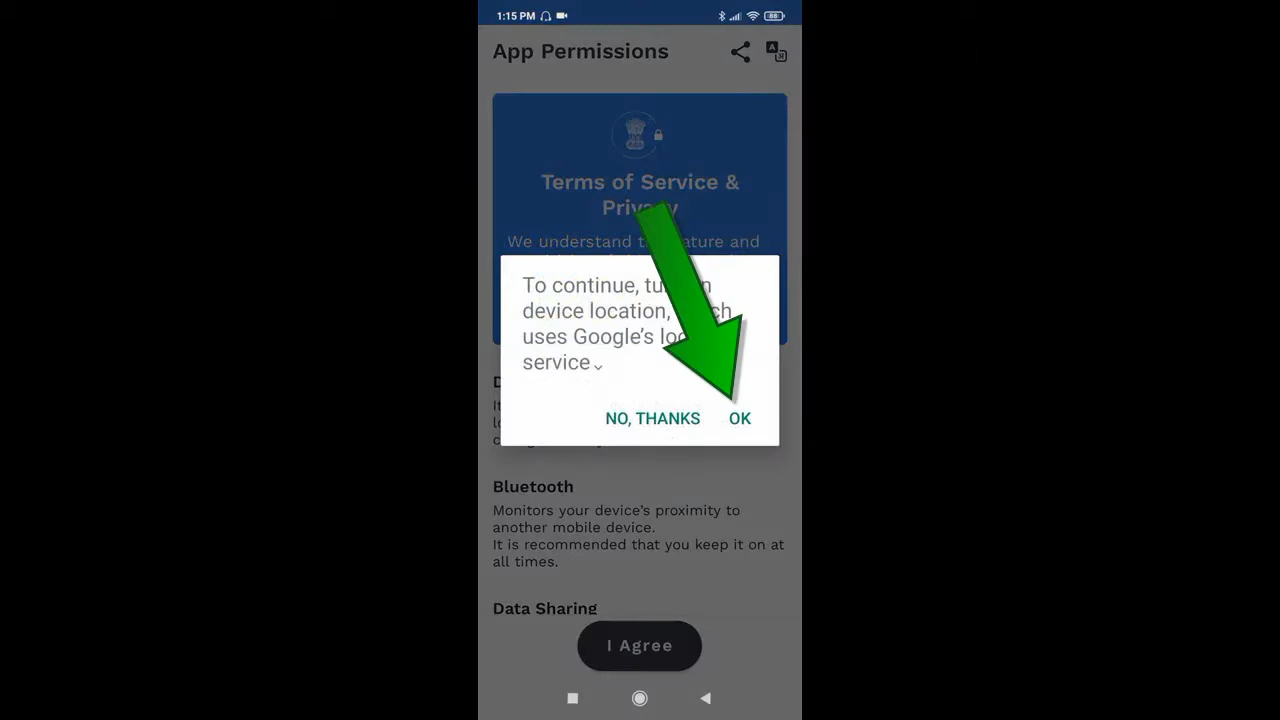 1:15 PM
88
App Permissions
Terms of Service &
We understand and
To continue,
device location,
uses Google's
service
NO, THANKS OK
Bluetooth
Monitors your device's proximity to
another mobile device.
It is recommended that you keep it on at
all times.
Data Sharing
I Agree